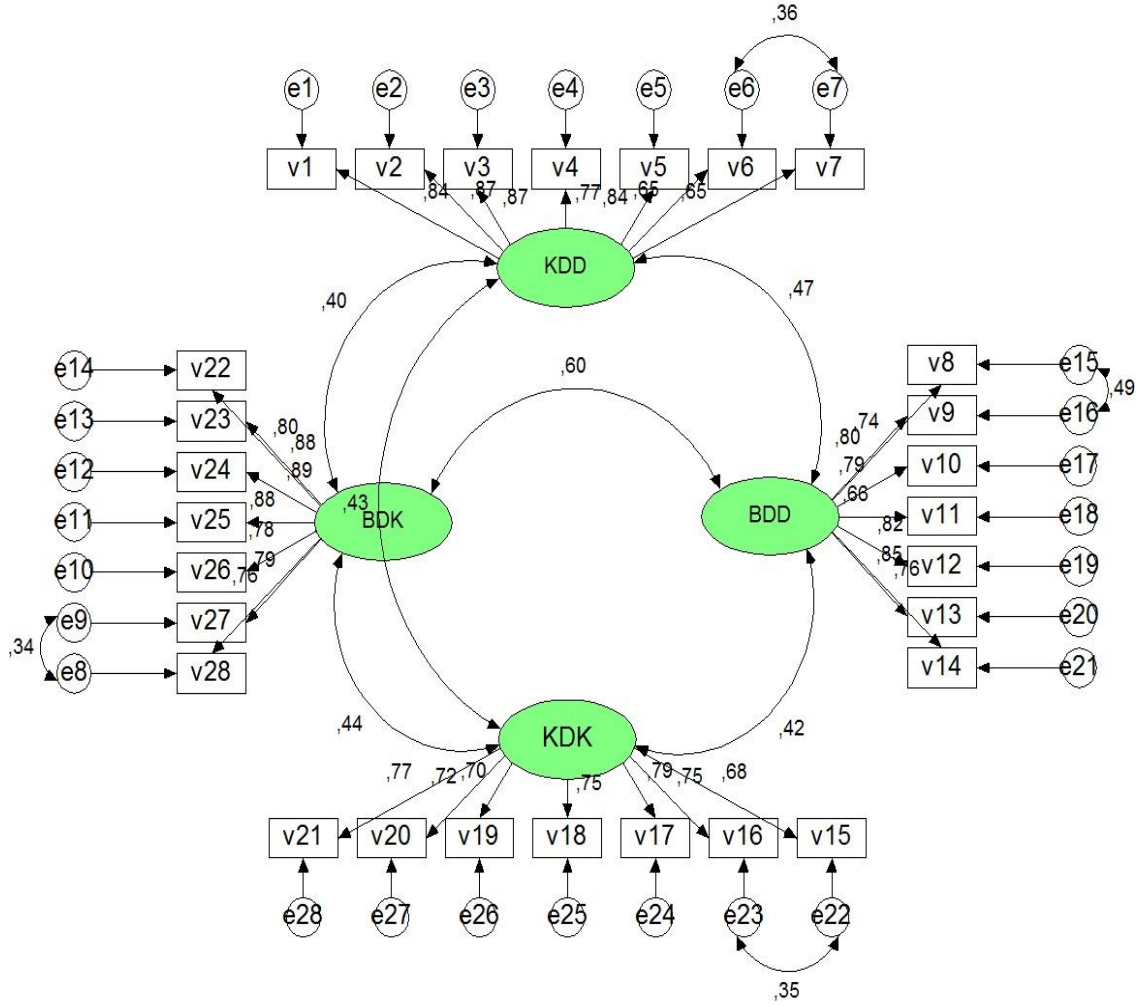 ,36
e1 e2 e3 e4 e5 e6 e7
v1 v2 v3 v4 v5 v6 v7
,84 ,87 ,87 ,77 ,84 ,65 ,65
KDD
,40 ,47
,60
e14 v22 v8 e15
,49
e13 v23 v9 e16
,80 ,88 ,74 ,80
e12 v24 v10 e17
,89 ,79
,88 ,43 ,66
e11 v25 BDK BDD v11 e18
,78 ,82
,79 ,85
e10 v26 ,76 ,76 v12 e19
e9 v27 v13 e20
,34
e8 v28 v14 e21
,44 ,42
KDK
,77 ,72 ,70 ,75 ,79 ,75 ,68
v21 v20 v19 v18 v17 v16 v15
e28 e27 e26 e25 e24 e23 e22
,35